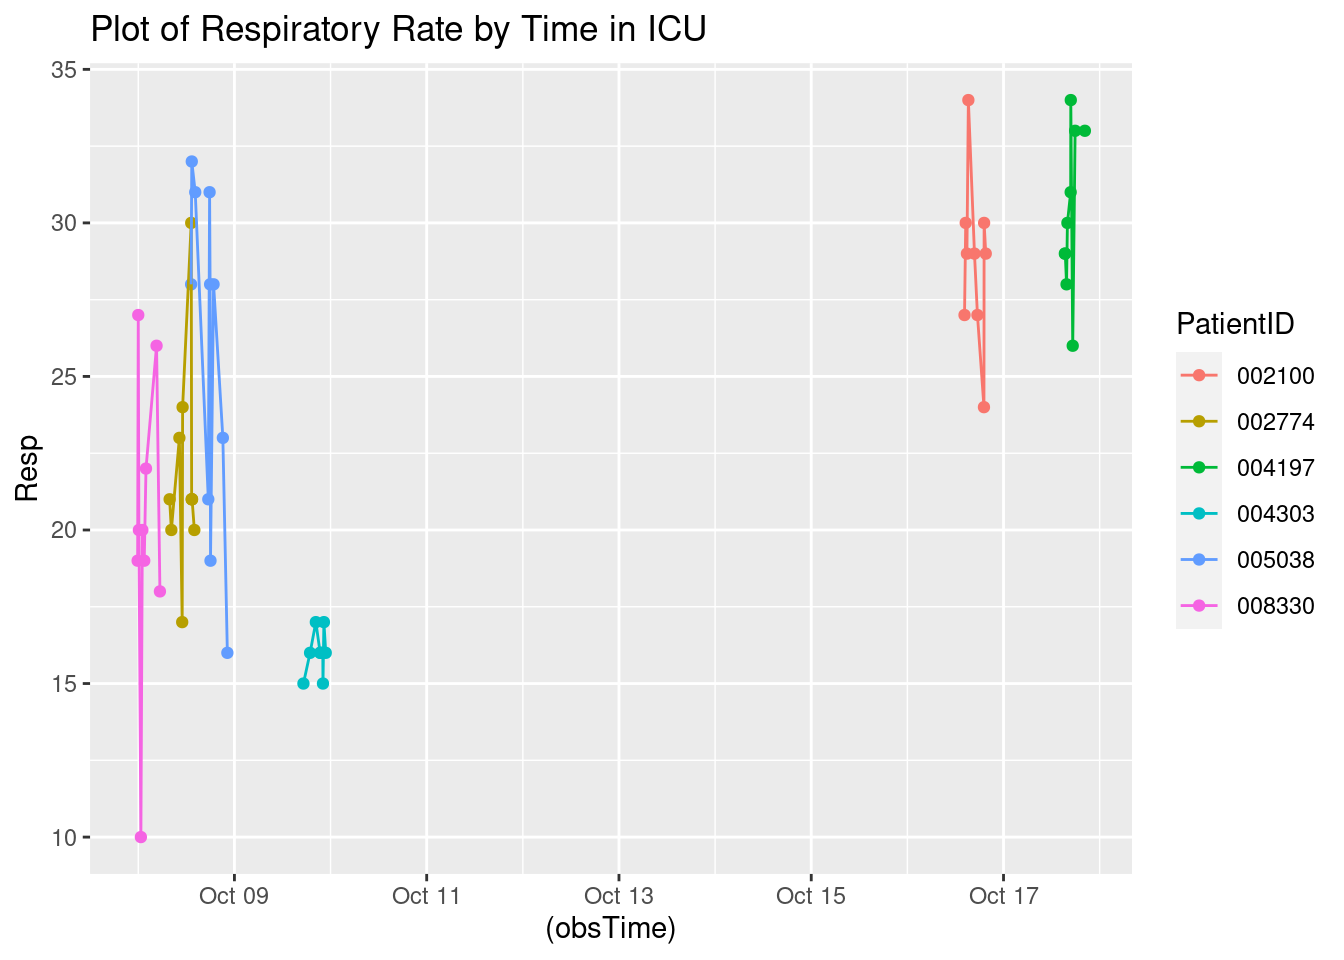 Plot of Respiratory Rate by Time in ICU
35
30
25
20
15
10
Resp
Oct 09
Oct 11
Oct 13
Oct 15
Oct 17
(obsTime)
PatientID
002100
002774
004197
004303
005038
008330